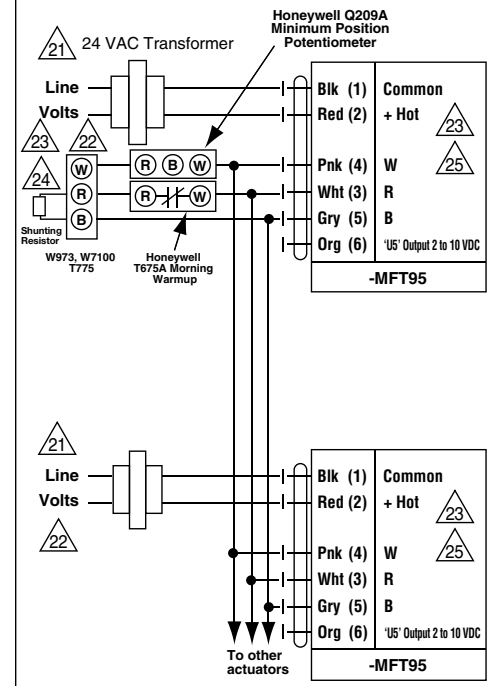 Honeywell Q209A
Minimum Position
Potentiometer
21
24 VAC Transformer
Line
Volts
Blk (1) Common
Red (2) + Hot
23
23
22
24
W
R
B
Shunting
Resistor
W973, W7100
T775
R B W
R W
Honeywell
T675A Morning
Warmup
Pnk (4) W
25
Wht (3) R
Gry (5) B
Org (6) 'U5' Output 2 to 10 VDC
-MFT95
21
Line
Volts
22
Blk (1) Common
Red (2) + Hot
23
Pnk (4) W
25
Wht (3) R
Gry (5) B
Org (6) 'U5' Output 2 to 10 VDC
To other
actuators
-MFT95